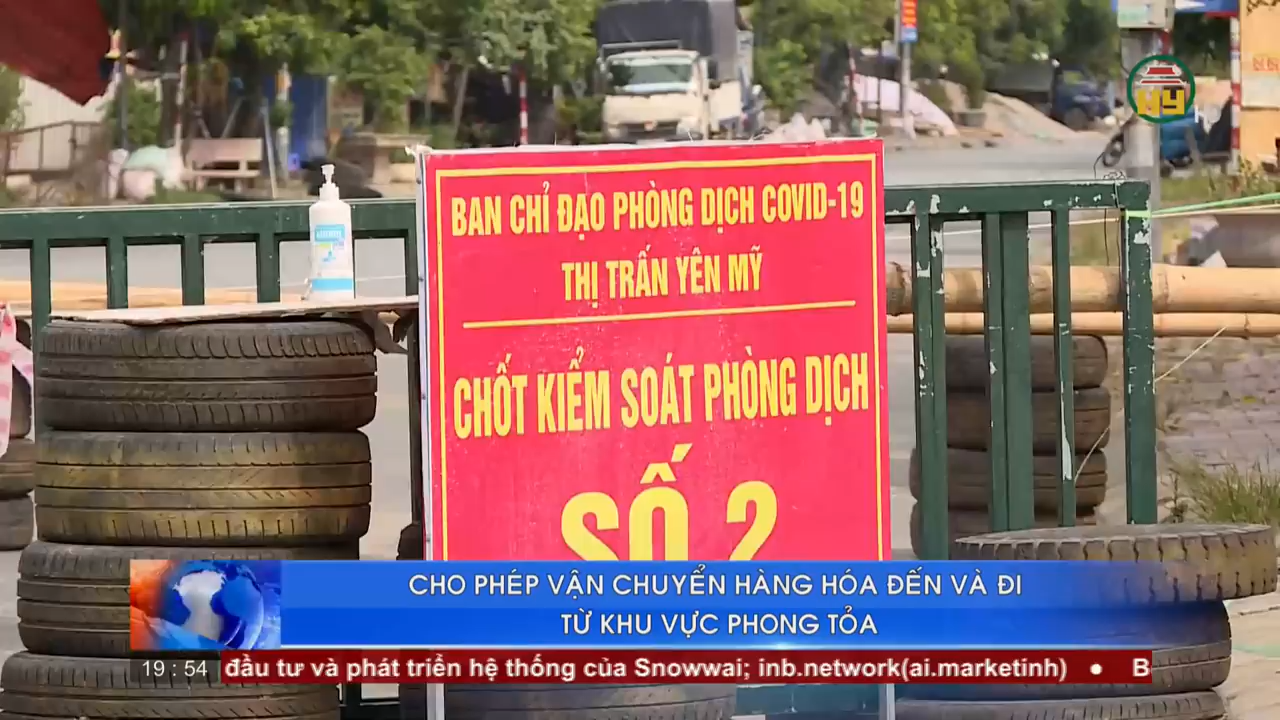 HY
BAN CHỈ ĐẠO PHÒNG DỊCH COVID-19
THỊ TRẤN YÊN MỸ
CHỐT KIỂM SOÁT PHÒNG DỊCH
SỐ 2
CHO PHÉP VẬN CHUYỂN HÀNG HÓA ĐẾN VÀ ĐI
TỪ KHU VỰC PHONG TỎA
19 : 54 đầu tư và phát triển hệ thống của Snowwai; inb.network(ai.marketinh) ● B